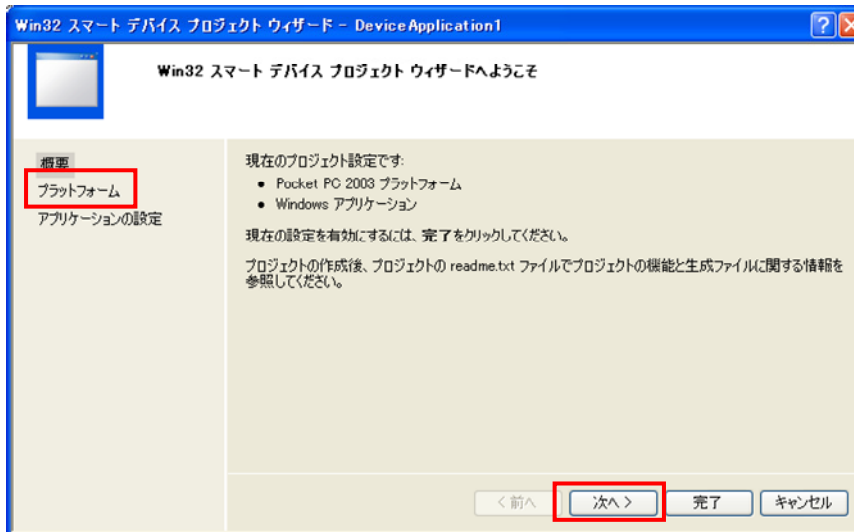 Win32 スマート デバイス プロジェクト ウィザード - DeviceApplication1
Win32 スマート デバイス プロジェクト ウィザードへようこそ
概要
プラットフォーム
アプリケーションの設定
現在のプロジェクト設定です:
● Pocket PC 2003 プラットフォーム
● Windows アプリケーション
現在の設定を有効にするには、完了をクリックしてください。
プロジェクトの作成後、プロジェクトの readme.txt ファイルでプロジェクトの機能と生成ファイルに関する情報を
参照してください。
< 前へ
次へ >
完了
キャンセル